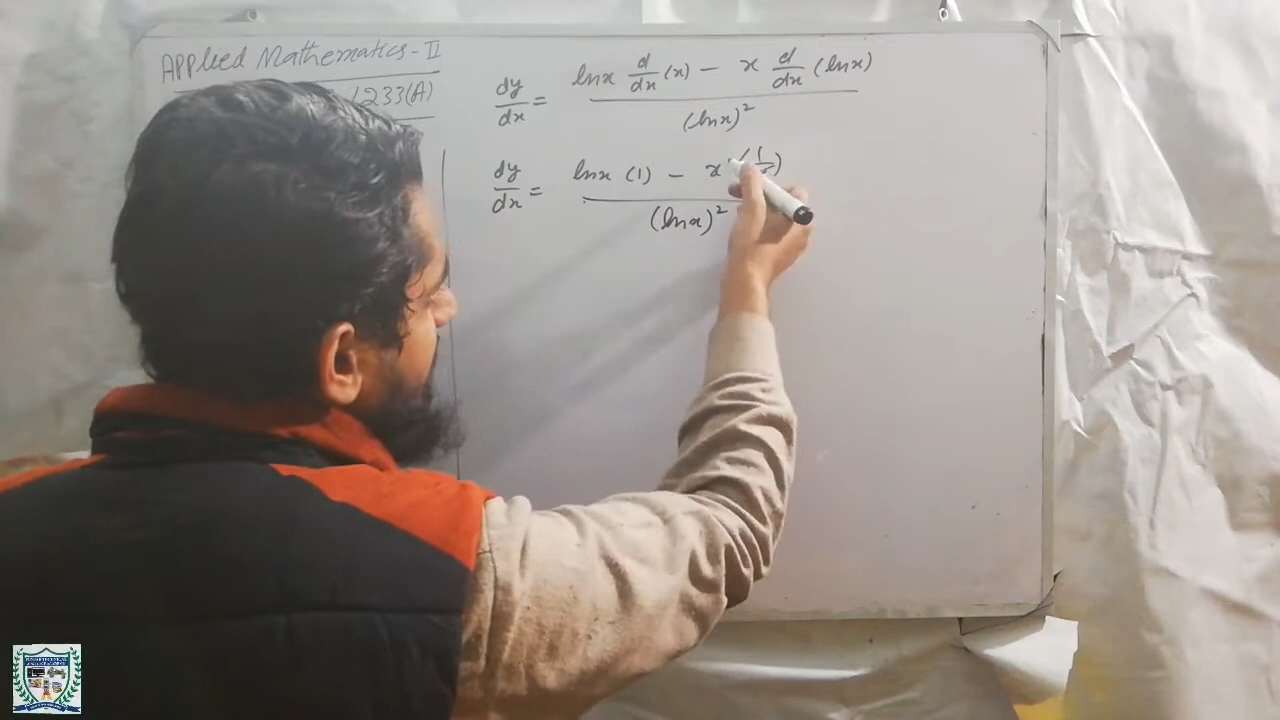 Applied Mathematics-II
1233(A)
dy/dx = lnx d/dx (x) - x d/dx (lnx) / (lnx)²
dy/dx = lnx (1) - x · (1/x) / (lnx)²